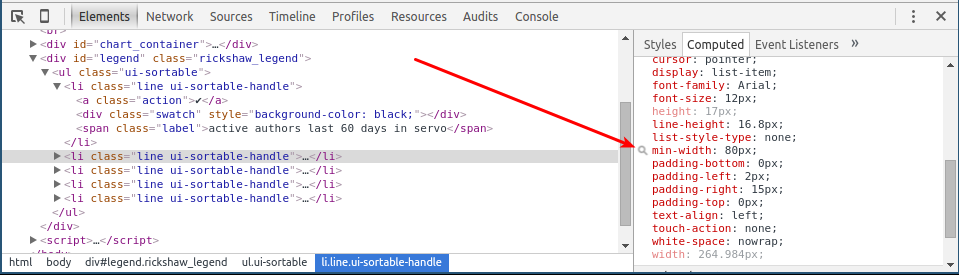 Elements Network Sources Timeline Profiles Resources Audits Console
<br>
<div id="chart_container">…</div>
<div id="legend" class="rickshaw_legend">
<ul class="ui-sortable">
<li class="line ui-sortable-handle">
<a class="action">✔</a>
<div class="swatch" style="background-color: black;"></div>
<span class="label">active authors last 60 days in servo</span>
</li>
<li class="line ui-sortable-handle">…</li>
<li class="line ui-sortable-handle">…</li>
<li class="line ui-sortable-handle">…</li>
<li class="line ui-sortable-handle">…</li>
</ul>
</div>
<script>…</script>
</body>
html body div#legend.rickshaw_legend ul.ui-sortable li.line.ui-sortable-handle
Styles Computed Event Listeners »
cursor: pointer;
display: list-item;
font-family: Arial;
font-size: 12px;
height: 17px;
line-height: 16.8px;
list-style-type: none;
min-width: 80px;
padding-bottom: 0px;
padding-left: 2px;
padding-right: 15px;
padding-top: 0px;
text-align: left;
touch-action: none;
white-space: nowrap;
width: 264.984px;